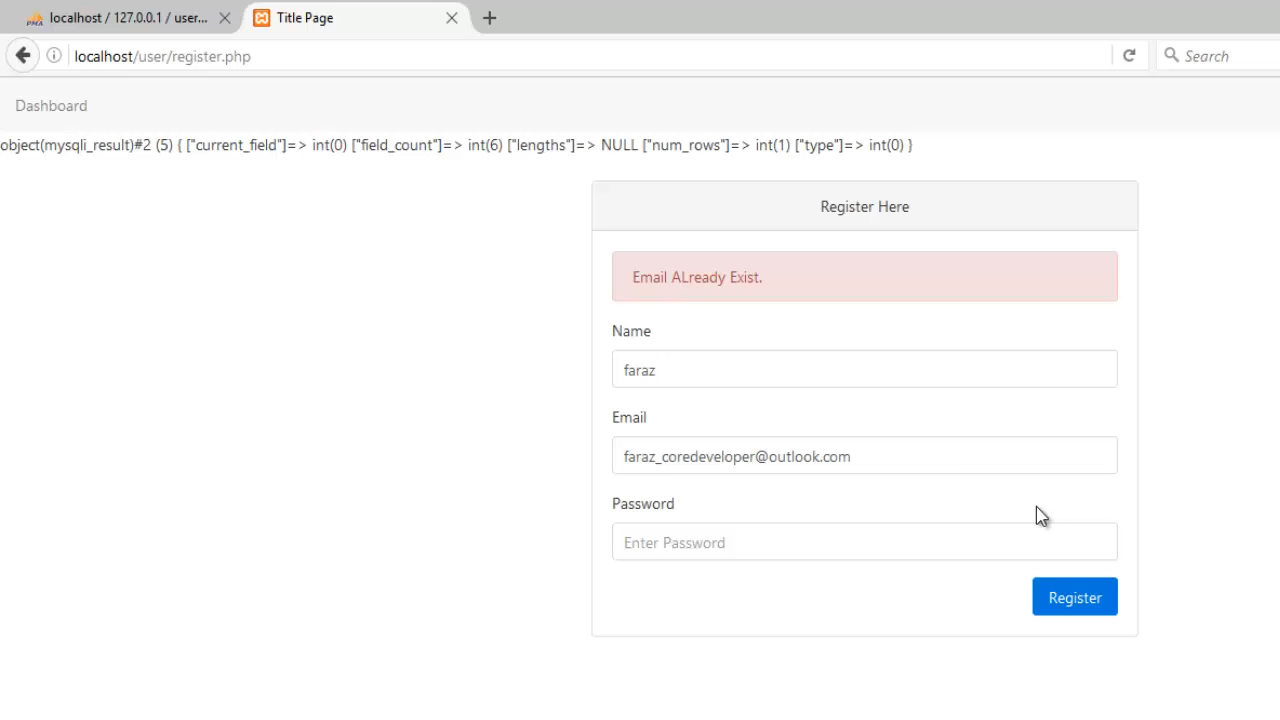 localhost / 127.0.0.1 / user...
Title Page
localhost/user/register.php
Search
Dashboard
object(mysqli_result)#2 (5) { ["current_field"]=> int(0) ["field_count"]=> int(6) ["lengths"]=> NULL ["num_rows"]=> int(1) ["type"]=> int(0) }
Register Here
Email ALready Exist.
Name
faraz
Email
faraz_coredeveloper@outlook.com
Password
Enter Password
Register